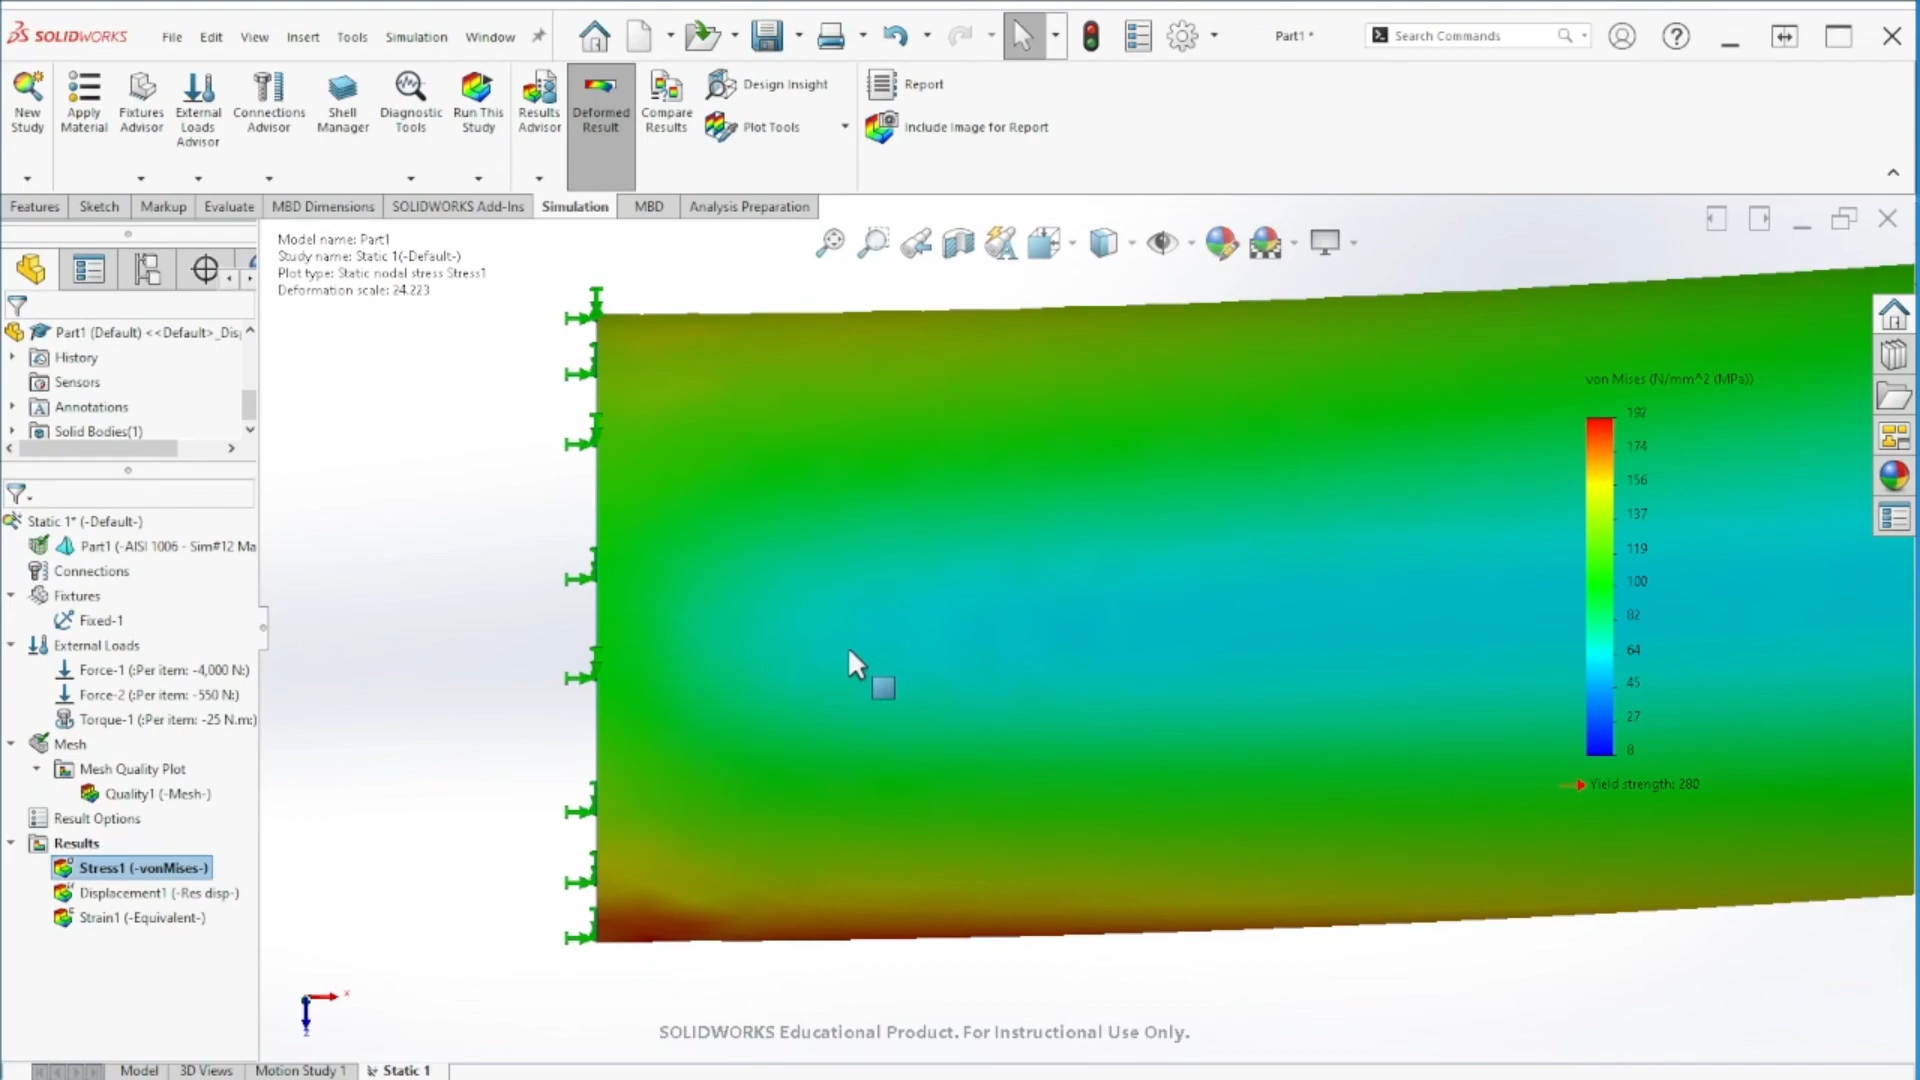 SOLIDWORKS
File Edit View Insert Tools Simulation Window
Part1 *
Search Commands
New Study
Apply Material
Fixtures Advisor
External Loads Advisor
Connections Advisor
Shell Manager
Diagnostic Tools
Run This Study
Results Advisor
Deformed Result
Compare Results
Design Insight
Plot Tools
Report
Include Image for Report
Features Sketch Markup Evaluate MBD Dimensions SOLIDWORKS Add-Ins Simulation MBD Analysis Preparation
Model name: Part1
Study name: Static 1(-Default-)
Plot type: Static nodal stress Stress1
Deformation scale: 24.223
Part1 (Default) <<Default>_Disp
History
Sensors
Annotations
Solid Bodies(1)
Static 1* (-Default-)
Part1 (-AISI 1006 - Sim#12 Ma
Connections
Fixtures
Fixed-1
External Loads
Force-1 (:Per item: -4,000 N:)
Force-2 (:Per item: -550 N:)
Torque-1 (:Per item: -25 N.m:)
Mesh
Mesh Quality Plot
Quality1 (-Mesh-)
Result Options
Results
Stress1 (-vonMises-)
Displacement1 (-Res disp-)
Strain1 (-Equivalent-)
von Mises (N/mm^2 (MPa))
192
174
156
137
119
100
82
64
45
27
8
Yield strength: 280
x
z
SOLIDWORKS Educational Product. For Instructional Use Only.
Model 3D Views Motion Study 1 Static 1